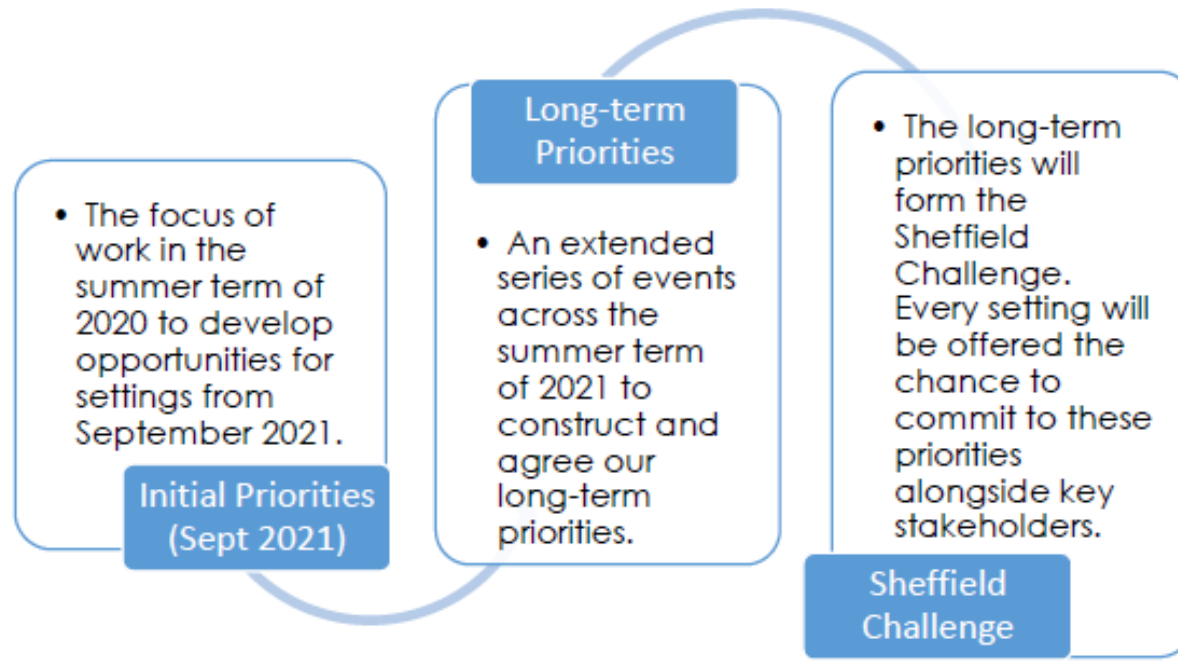 • The focus of
work in the
summer term of
2020 to develop
opportunities for
settings from
September 2021.
Initial Priorities
(Sept 2021)
Long-term
Priorities
• An extended
series of events
across the
summer term
of 2021 to
construct and
agree our
long-term
priorities.
• The long-term
priorities will
form the
Sheffield
Challenge.
Every setting will
be offered the
chance to
commit to these
priorities
alongside key
stakeholders.
Sheffield
Challenge